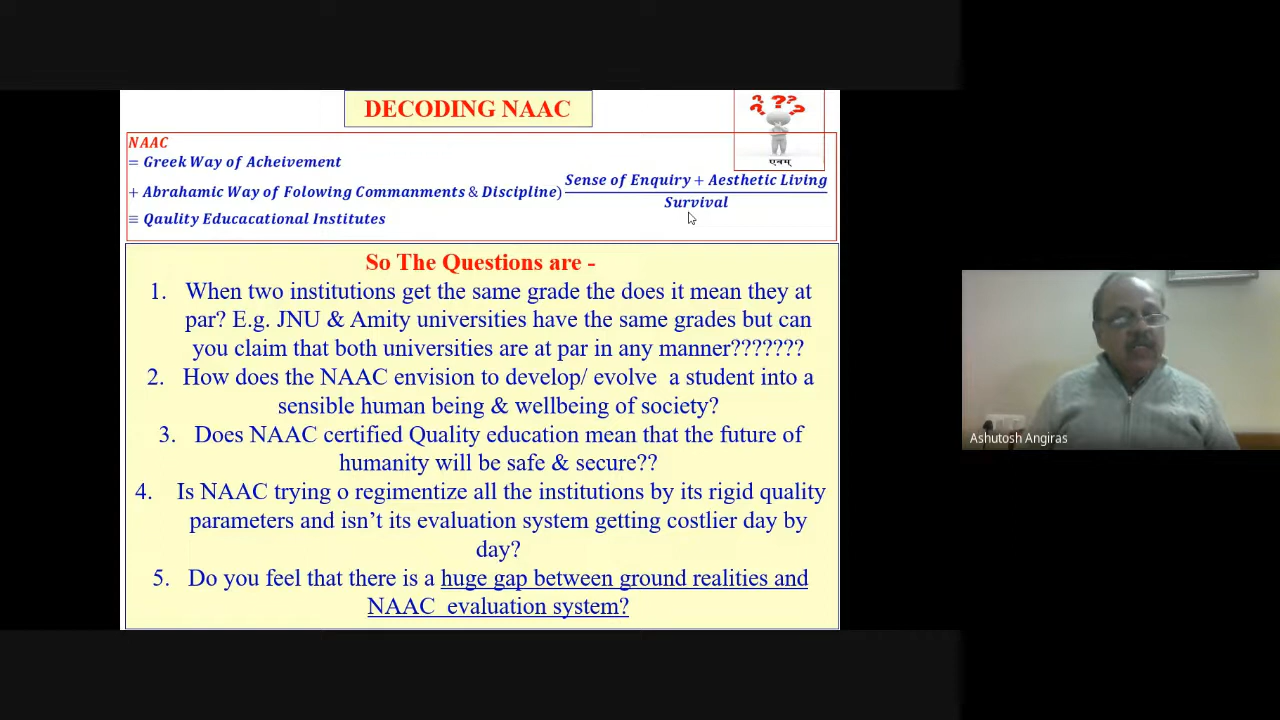 DECODING NAAC
? ? ? ? ?
एवम्
NAAC
= Greek Way of Acheivement
+ Abrahamic Way of Folowing Commanments & Discipline) Sense of Enquiry + Aesthetic Living
Survival
≡ Qaulity Educacational Institutes
So The Questions are -
1. When two institutions get the same grade the does it mean they at
par? E.g. JNU & Amity universities have the same grades but can
you claim that both universities are at par in any manner???????
2. How does the NAAC envision to develop/ evolve a student into a
sensible human being & wellbeing of society?
3. Does NAAC certified Quality education mean that the future of
humanity will be safe & secure??
4. Is NAAC trying o regimentize all the institutions by its rigid quality
parameters and isn't its evaluation system getting costlier day by
day?
5. Do you feel that there is a huge gap between ground realities and
NAAC evaluation system?
Ashutosh Angiras